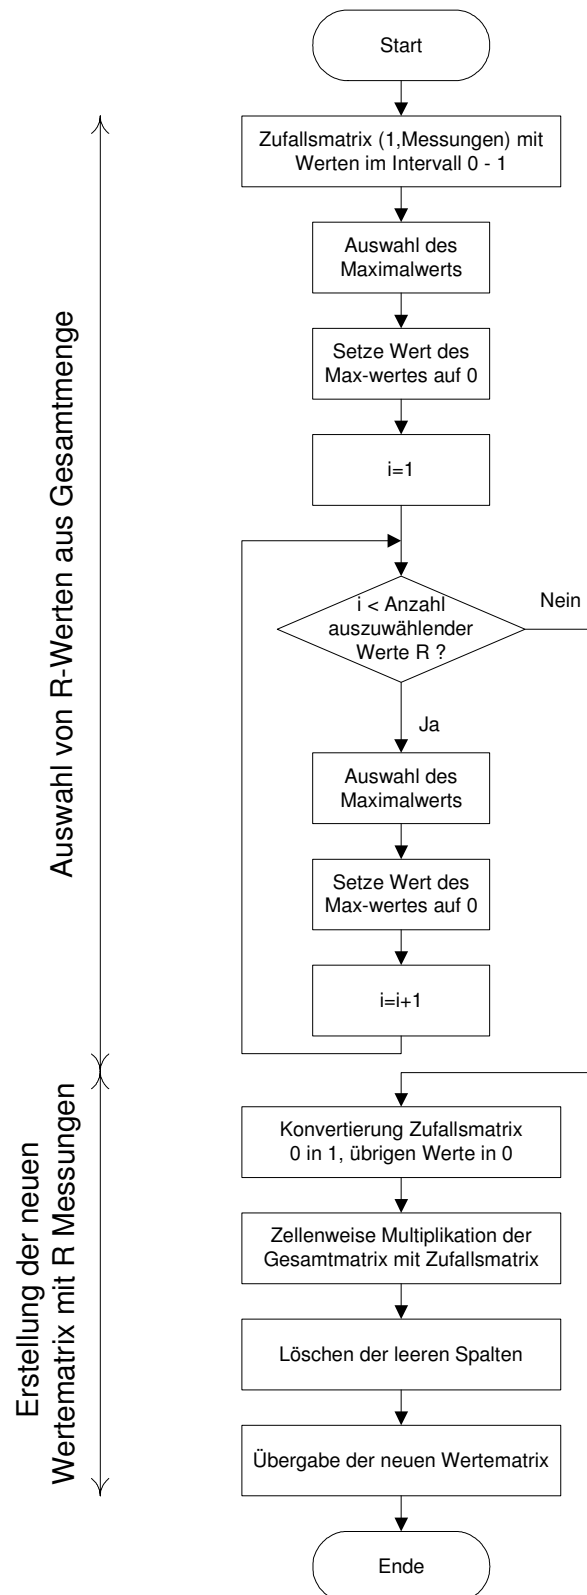 Start
Zufallsmatrix (1,Messungen) mit
Werten im Intervall 0 - 1
Auswahl des
Maximalwerts
Setze Wert des
Max-wertes auf 0
i=1
i < Anzahl
auszuwählender
Werte R ?
Nein
Ja
Auswahl des
Maximalwerts
Setze Wert des
Max-wertes auf 0
i=i+1
Auswahl von R-Werten aus Gesamtmenge
Konvertierung Zufallsmatrix
0 in 1, übrigen Werte in 0
Zellenweise Multiplikation der
Gesamtmatrix mit Zufallsmatrix
Löschen der leeren Spalten
Übergabe der neuen Wertematrix
Erstellung der neuen
Wertematrix mit R Messungen
Ende